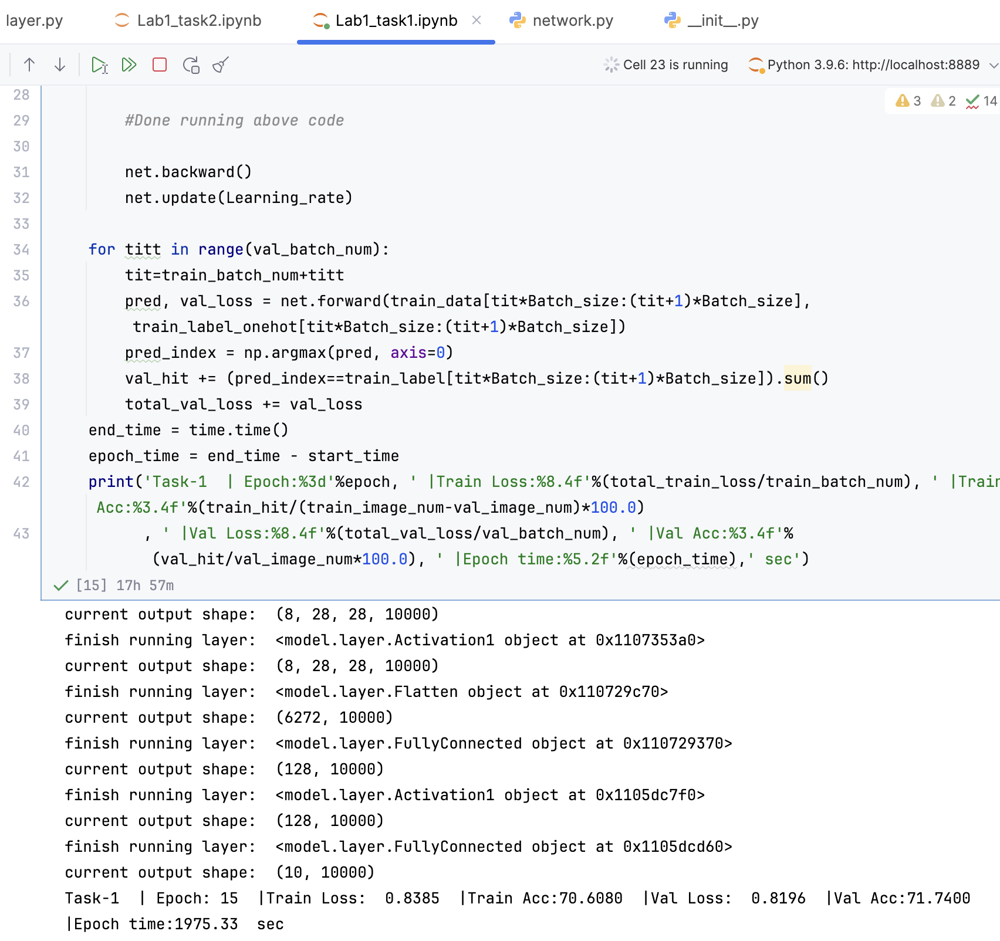 layer.py Lab1_task2.ipynb Lab1_task1.ipynb network.py __init__.py
Cell 23 is running Python 3.9.6: http://localhost:8889
3 2 14
28
29 #Done running above code
30
31 net.backward()
32 net.update(Learning_rate)
33
34 for titt in range(val_batch_num):
35 tit=train_batch_num+titt
36 pred, val_loss = net.forward(train_data[tit*Batch_size:(tit+1)*Batch_size],
train_label_onehot[tit*Batch_size:(tit+1)*Batch_size])
37 pred_index = np.argmax(pred, axis=0)
38 val_hit += (pred_index==train_label[tit*Batch_size:(tit+1)*Batch_size]).sum()
39 total_val_loss += val_loss
40 end_time = time.time()
41 epoch_time = end_time - start_time
42 print('Task-1  | Epoch:%3d'%epoch, ' |Train Loss:%8.4f'%(total_train_loss/train_batch_num), ' |Train
Acc:%3.4f'%(train_hit/(train_image_num-val_image_num)*100.0)
43 , ' |Val Loss:%8.4f'%(total_val_loss/val_batch_num), ' |Val Acc:%3.4f'%
(val_hit/val_image_num*100.0), ' |Epoch time:%5.2f'%(epoch_time),' sec')
[15] 17h 57m
current output shape:  (8, 28, 28, 10000)
finish running layer:  <model.layer.Activation1 object at 0x1107353a0>
current output shape:  (8, 28, 28, 10000)
finish running layer:  <model.layer.Flatten object at 0x110729c70>
current output shape:  (6272, 10000)
finish running layer:  <model.layer.FullyConnected object at 0x110729370>
current output shape:  (128, 10000)
finish running layer:  <model.layer.Activation1 object at 0x1105dc7f0>
current output shape:  (128, 10000)
finish running layer:  <model.layer.FullyConnected object at 0x1105dcd60>
current output shape:  (10, 10000)
Task-1  | Epoch: 15  |Train Loss:  0.8385  |Train Acc:70.6080  |Val Loss:  0.8196  |Val Acc:71.7400
|Epoch time:1975.33  sec